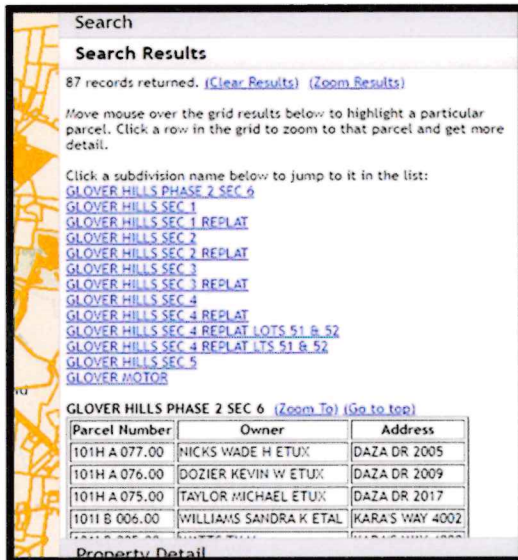 Search
Search Results
87 records returned. (Clear Results) (Zoom Results)
Move mouse over the grid results below to highlight a particular
parcel. Click a row in the grid to zoom to that parcel and get more
detail.
Click a subdivision name below to jump to it in the list:
GLOVER HILLS PHASE 2 SEC 6
GLOVER HILLS SEC 1
GLOVER HILLS SEC 1 REPLAT
GLOVER HILLS SEC 2
GLOVER HILLS SEC 2 REPLAT
GLOVER HILLS SEC 3
GLOVER HILLS SEC 3 REPLAT
GLOVER HILLS SEC 4
GLOVER HILLS SEC 4 REPLAT
GLOVER HILLS SEC 4 REPLAT LOTS 51 & 52
GLOVER HILLS SEC 4 REPLAT LTS 51 & 52
GLOVER HILLS SEC 5
GLOVER MOTOR
GLOVER HILLS PHASE 2 SEC 6 (Zoom To) (Go to top)
Parcel Number Owner Address
101H A 077.00 NICKS WADE H ETUX DAZA DR 2005
101H A 076.00 DOZIER KEVIN W ETUX DAZA DR 2009
101H A 075.00 TAYLOR MICHAEL ETUX DAZA DR 2017
101I B 006.00 WILLIAMS SANDRA K ETAL KARA'S WAY 4002
Property Detail